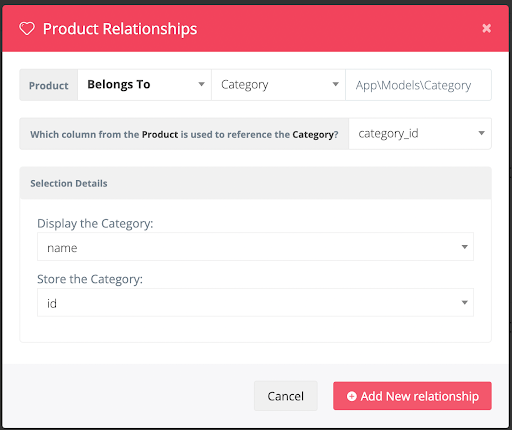 Product Relationships
Product Belongs To Category App\Models\Category
Which column from the Product is used to reference the Category? category_id
Selection Details
Display the Category:
name
Store the Category:
id
Cancel Add New relationship